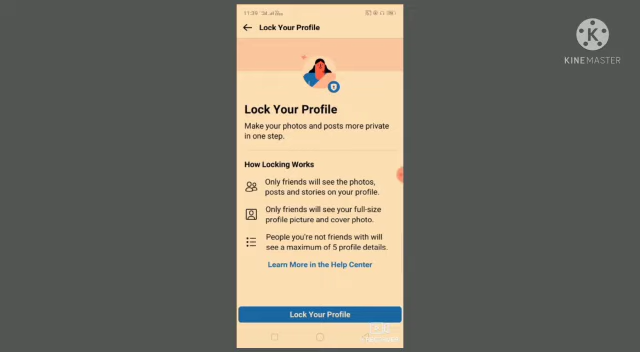 11:39
Lock Your Profile
K
KINEMASTER
Lock Your Profile
Make your photos and posts more private
in one step.
How Locking Works
Only friends will see the photos,
posts and stories on your profile.
Only friends will see your full-size
profile picture and cover photo.
People you're not friends with will
see a maximum of 5 profile details.
Learn More in the Help Center
Lock Your Profile